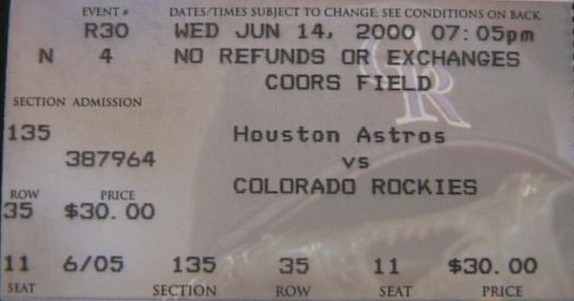 EVENT # DATES/TIMES SUBJECT TO CHANGE: SEE CONDITIONS ON BACK
R30 WED JUN 14, 2000 07:05pm
N 4 NO REFUNDS OR EXCHANGES
COORS FIELD
CR
SECTION ADMISSION
135 Houston Astros
387964 vs
COLORADO ROCKIES
ROW PRICE
35 $30.00
11 6/05 135 35 11 $30.00
SEAT SECTION ROW SEAT PRICE